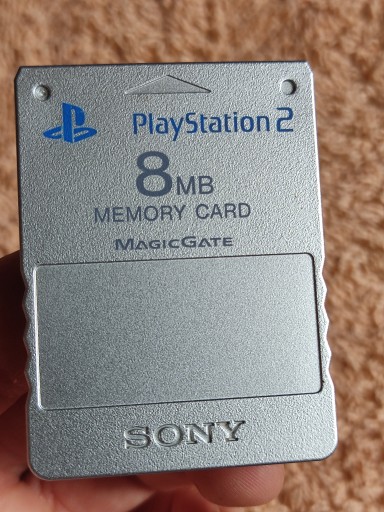 PlayStation 2
8MB
MEMORY CARD
MAGICGATE
SONY